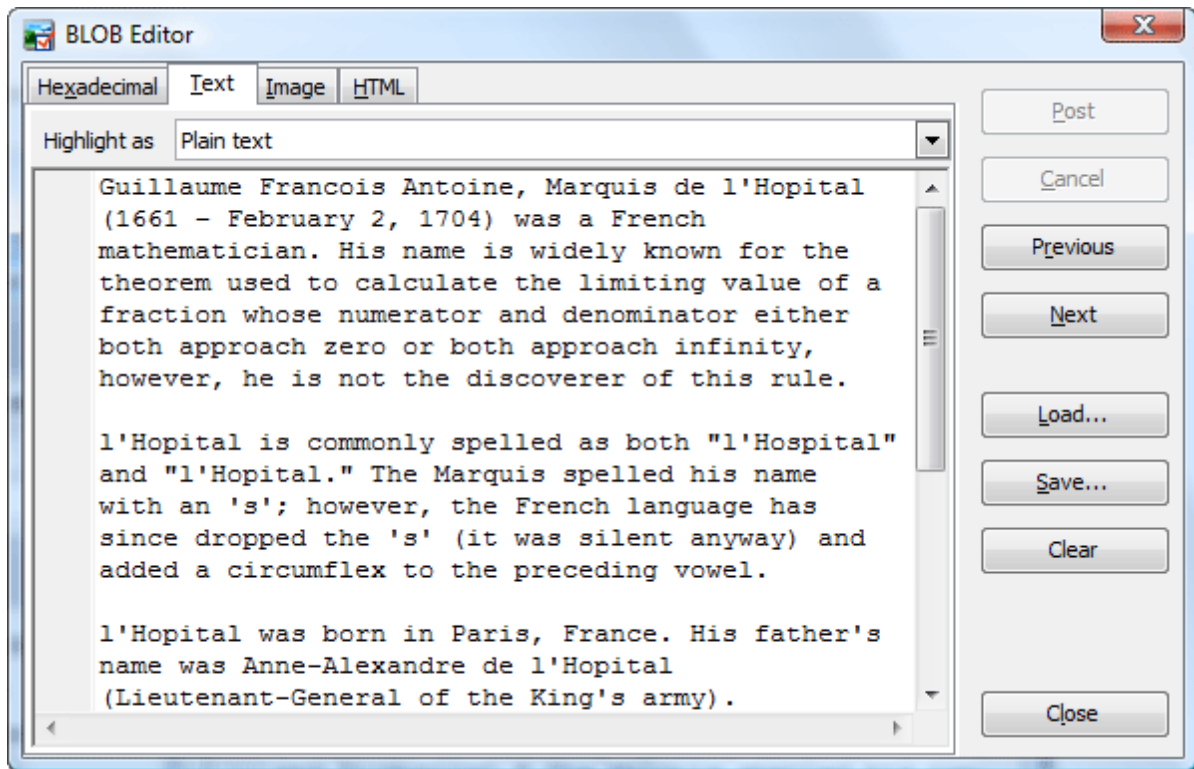 BLOB Editor
Hexadecimal Text Image HTML
Highlight as Plain text
Guillaume Francois Antoine, Marquis de l'Hopital
(1661 - February 2, 1704) was a French
mathematician. His name is widely known for the
theorem used to calculate the limiting value of a
fraction whose numerator and denominator either
both approach zero or both approach infinity,
however, he is not the discoverer of this rule.
l'Hopital is commonly spelled as both "l'Hospital"
and "l'Hopital." The Marquis spelled his name
with an 's'; however, the French language has
since dropped the 's' (it was silent anyway) and
added a circumflex to the preceding vowel.
l'Hopital was born in Paris, France. His father's
name was Anne-Alexandre de l'Hopital
(Lieutenant-General of the King's army).
Post
Cancel
Previous
Next
Load...
Save...
Clear
Close